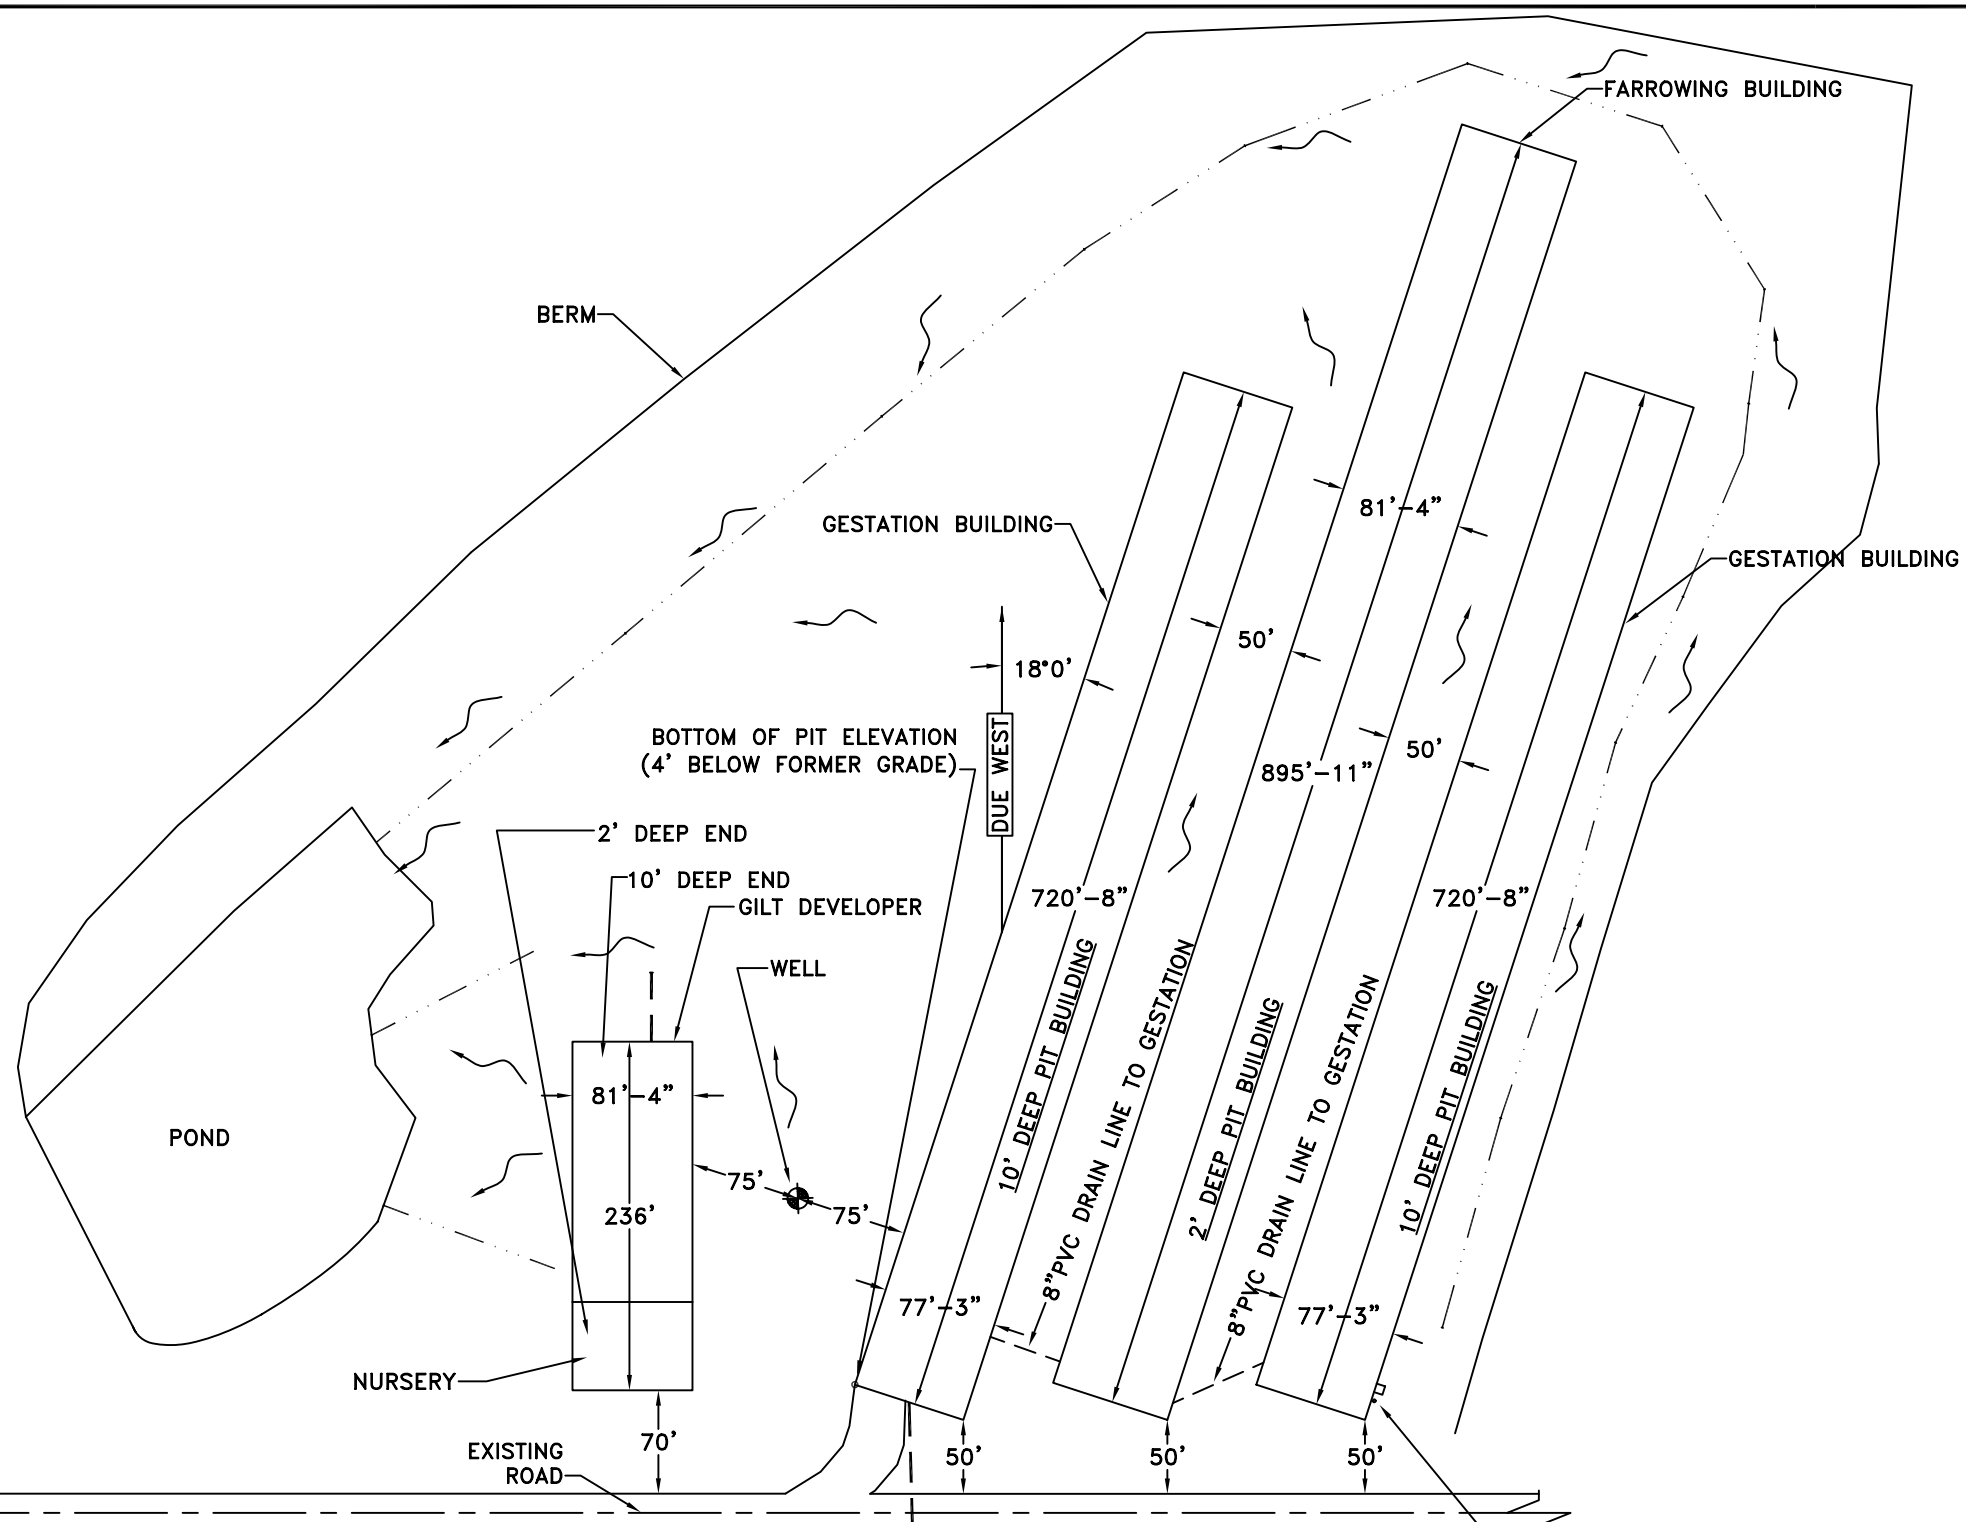 FARROWING BUILDING
BERM
81'-4"
GESTATION BUILDING
GESTATION BUILDING
50'
18°0'
BOTTOM OF PIT ELEVATION
(4' BELOW FORMER GRADE)
DUE WEST
50'
895'-11"
2' DEEP END
10' DEEP END
GILT DEVELOPER
720'-8"
720'-8"
WELL
10' DEEP PIT BUILDING
8"PVC DRAIN LINE TO GESTATION
2' DEEP PIT BUILDING
8"PVC DRAIN LINE TO GESTATION
10' DEEP PIT BUILDING
81'-4"
POND
75'
75'
236'
77'-3"
77'-3"
NURSERY
70'
EXISTING
ROAD
50'
50'
50'